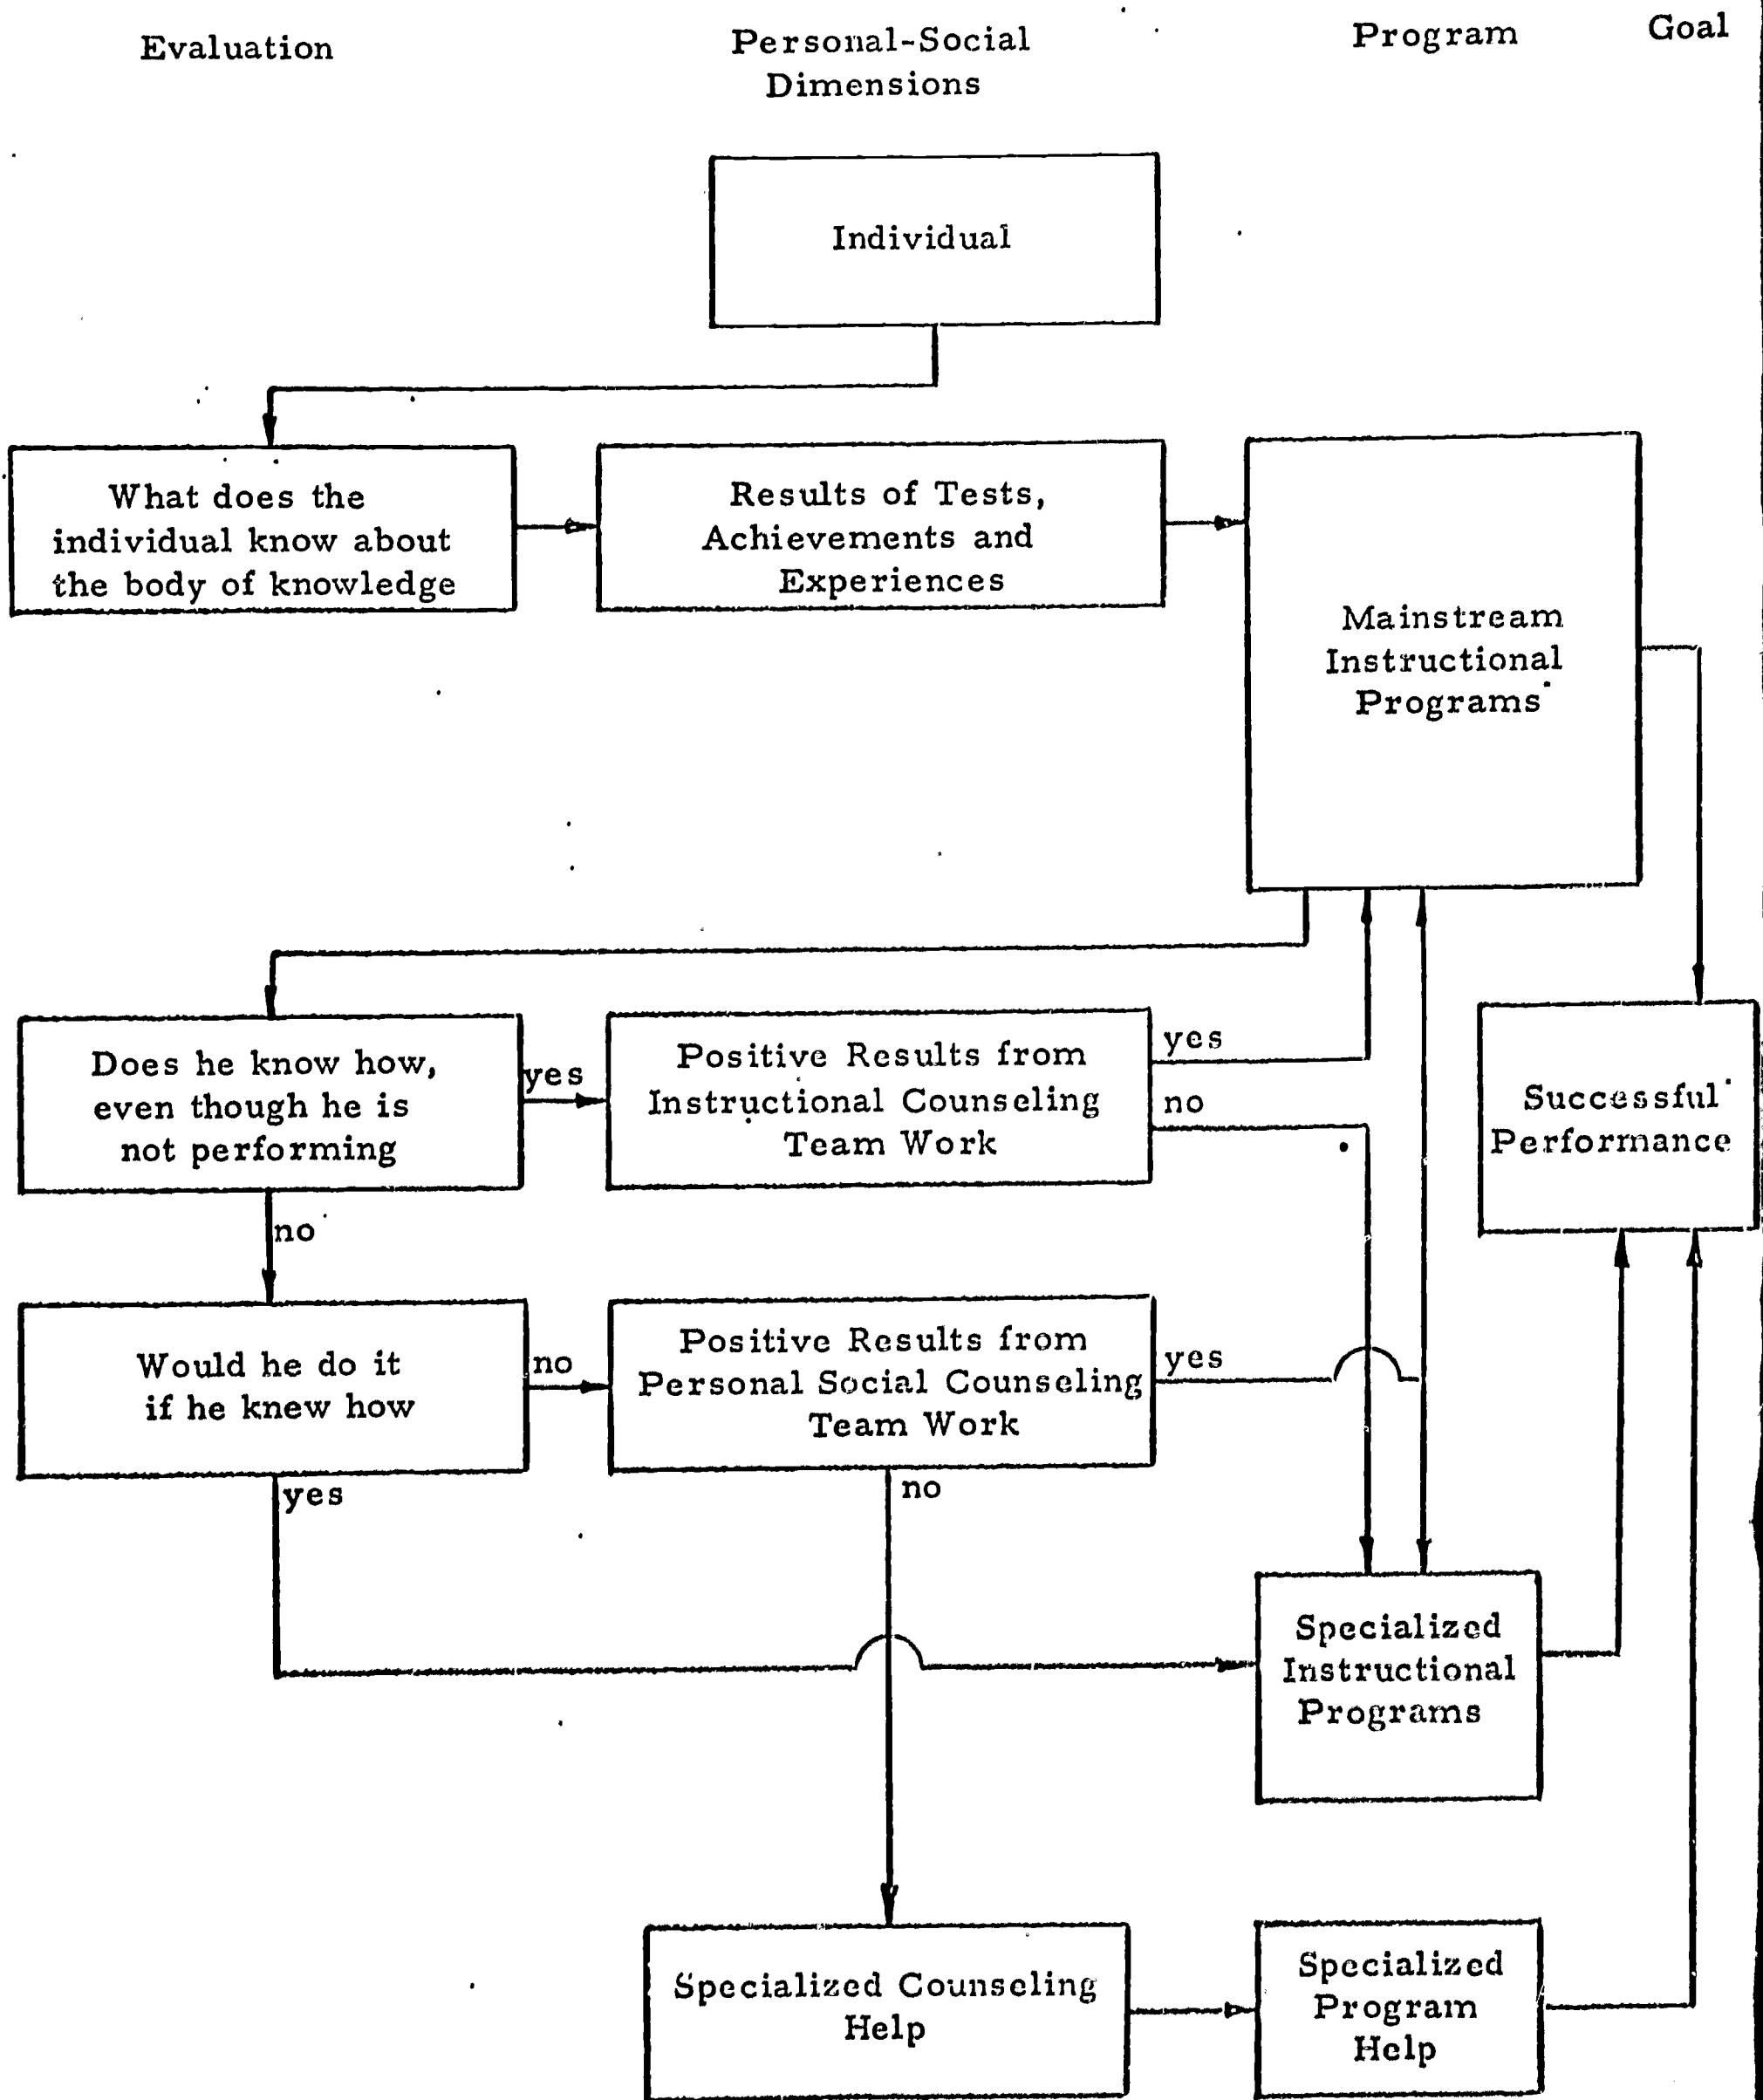 Evaluation
Personal-Social
Dimensions
Program
Goal
Individual
What does the
individual know about
the body of knowledge
Results of Tests,
Achievements and
Experiences
Mainstream
Instructional
Programs
Does he know how,
even though he is
not performing
yes
no
Positive Results from
Instructional Counseling
Team Work
yes
no
Successful
Performance
Would he do it
if he knew how
no
yes
Positive Results from
Personal Social Counseling
Team Work
yes
no
Specialized
Instructional
Programs
Specialized Counseling
Help
Specialized
Program
Help